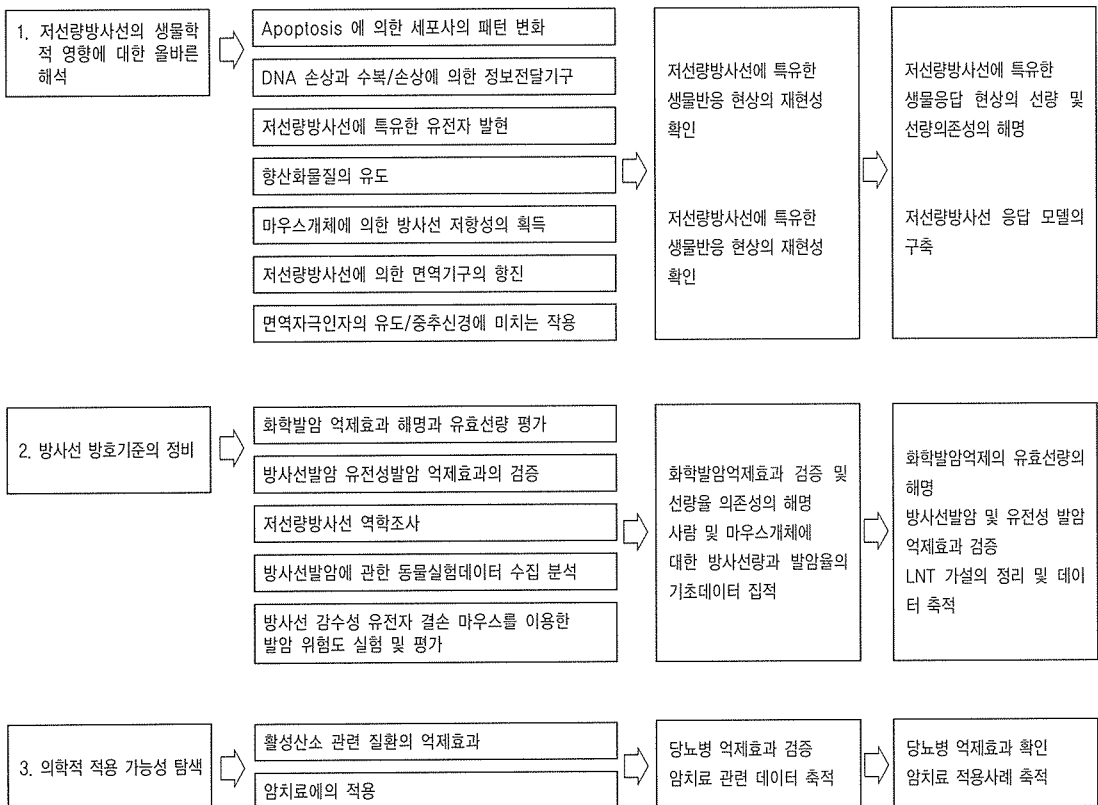 1. 저선량방사선의 생물학
적 영향에 대한 올바른
해석
Apoptosis 에 의한 세포사의 패턴 변화
DNA 손상과 수복/손상에 의한 정보전달기구
저선량방사선에 특유한 유전자 발현
향산화물질의 유도
마우스개체에 의한 방사선 저항성의 획득
저선량방사선에 의한 면역기구의 항진
면역자극인자의 유도/중추신경에 미치는 작용
저선량방사선에 특유한
생물반응 현상의 재현성
확인
저선량방사선에 특유한
생물반응 현상의 재현성
확인
저선량방사선에 특유한
생물응답 현상의 선량 및
선량의존성의 해명
저선량방사선 응답 모델의
구축
2. 방사선 방호기준의 정비
화학발암 억제효과 해명과 유효선량 평가
방사선발암 유전성발암 억제효과의 검증
저선량방사선 역학조사
방사선발암에 관한 동물실험데이터 수집 분석
방사선 감수성 유전자 결손 마우스를 이용한
발암 위험도 실험 및 평가
화학발암억제효과 검증 및
선량율 의존성의 해명
사람 및 마우스개체에
대한 방사선량과 발암율의
기초데이터 집적
화학발암억제의 유효선량의
해명
방사선발암 및 유전성 발암
억제효과 검증
LNT 가설의 정리 및 데이
터 축적
3. 의학적 적용 가능성 탐색
활성산소 관련 질환의 억제효과
암치료에의 적용
당뇨병 억제효과 검증
암치료 관련 데이터 축적
당뇨병 억제효과 확인
암치료 적용사례 축적